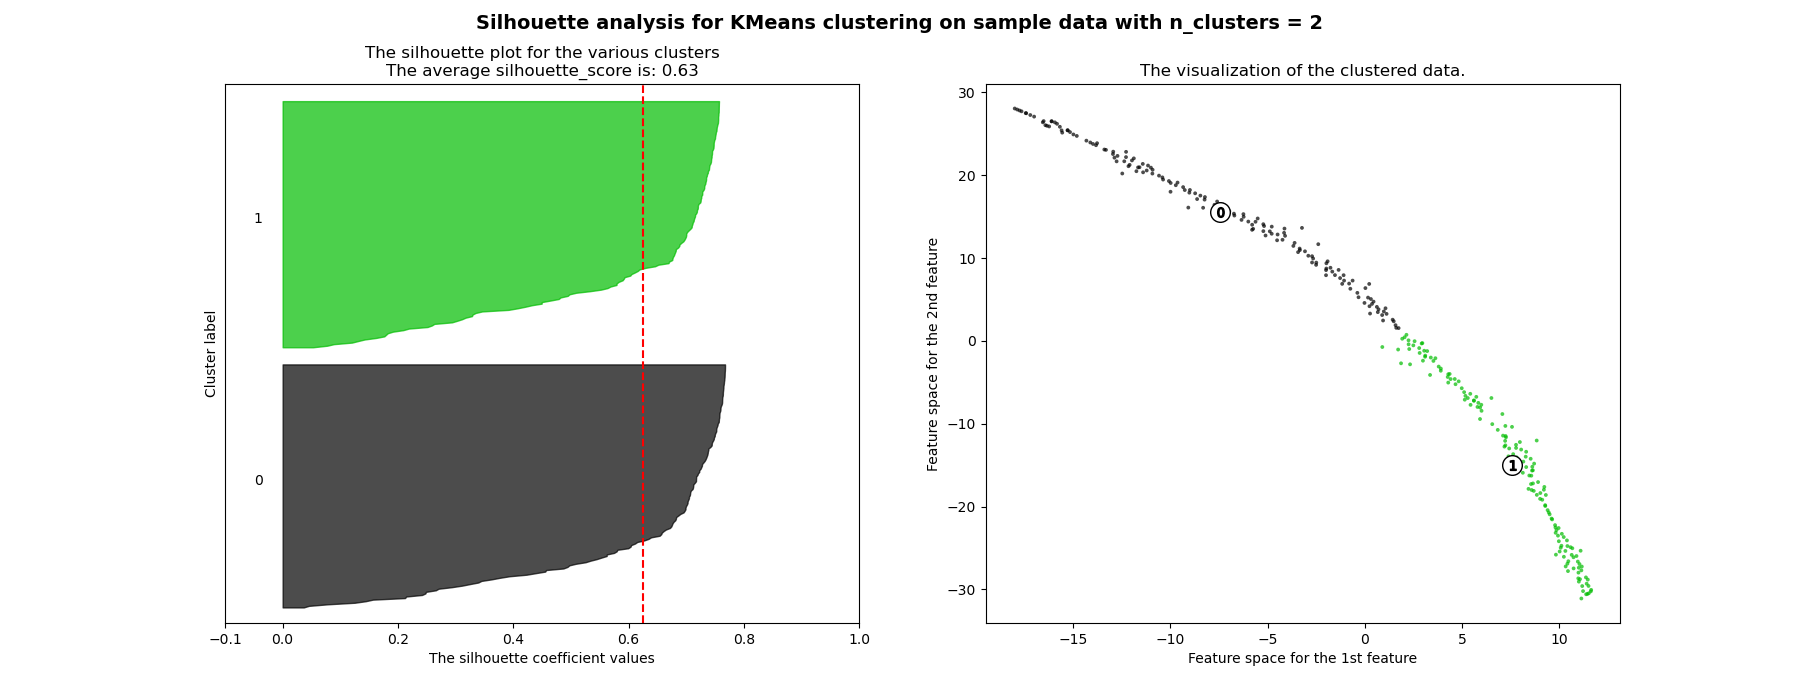 Silhouette analysis for KMeans clustering on sample data with n_clusters = 2
The silhouette plot for the various clusters
The average silhouette_score is: 0.63
1
0
Cluster label
−0.1 0.0 0.2 0.4 0.6 0.8 1.0
The silhouette coefficient values
The visualization of the clustered data.
30
20
10
0
−10
−20
−30
Feature space for the 2nd feature
0
1
−15 −10 −5 0 5 10
Feature space for the 1st feature